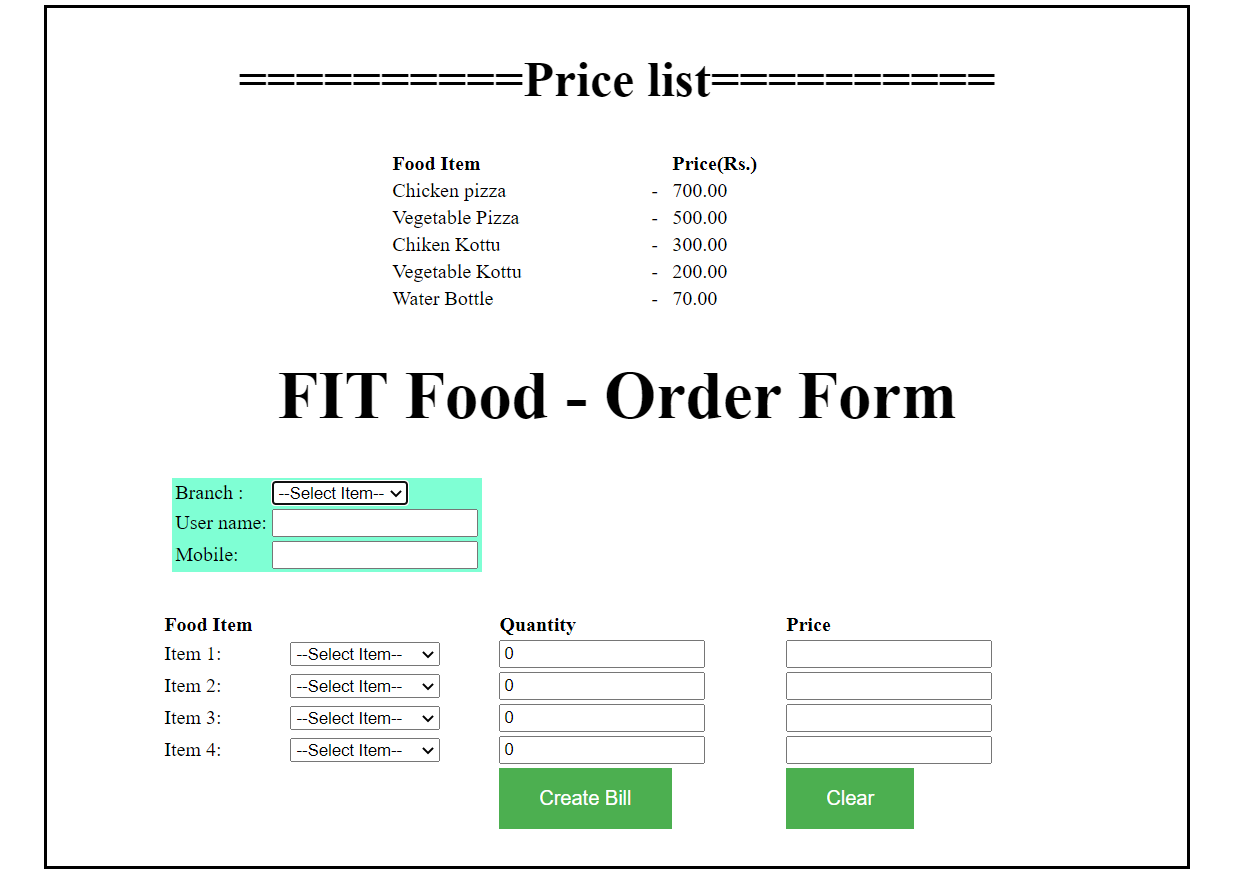 ==========Price list==========
Food Item Price(Rs.)
Chicken pizza - 700.00
Vegetable Pizza - 500.00
Chiken Kottu - 300.00
Vegetable Kottu - 200.00
Water Bottle - 70.00
FIT Food - Order Form
Branch : --Select Item--
User name:
Mobile:
Food Item Quantity Price
Item 1: --Select Item-- 0
Item 2: --Select Item-- 0
Item 3: --Select Item-- 0
Item 4: --Select Item-- 0
Create Bill Clear